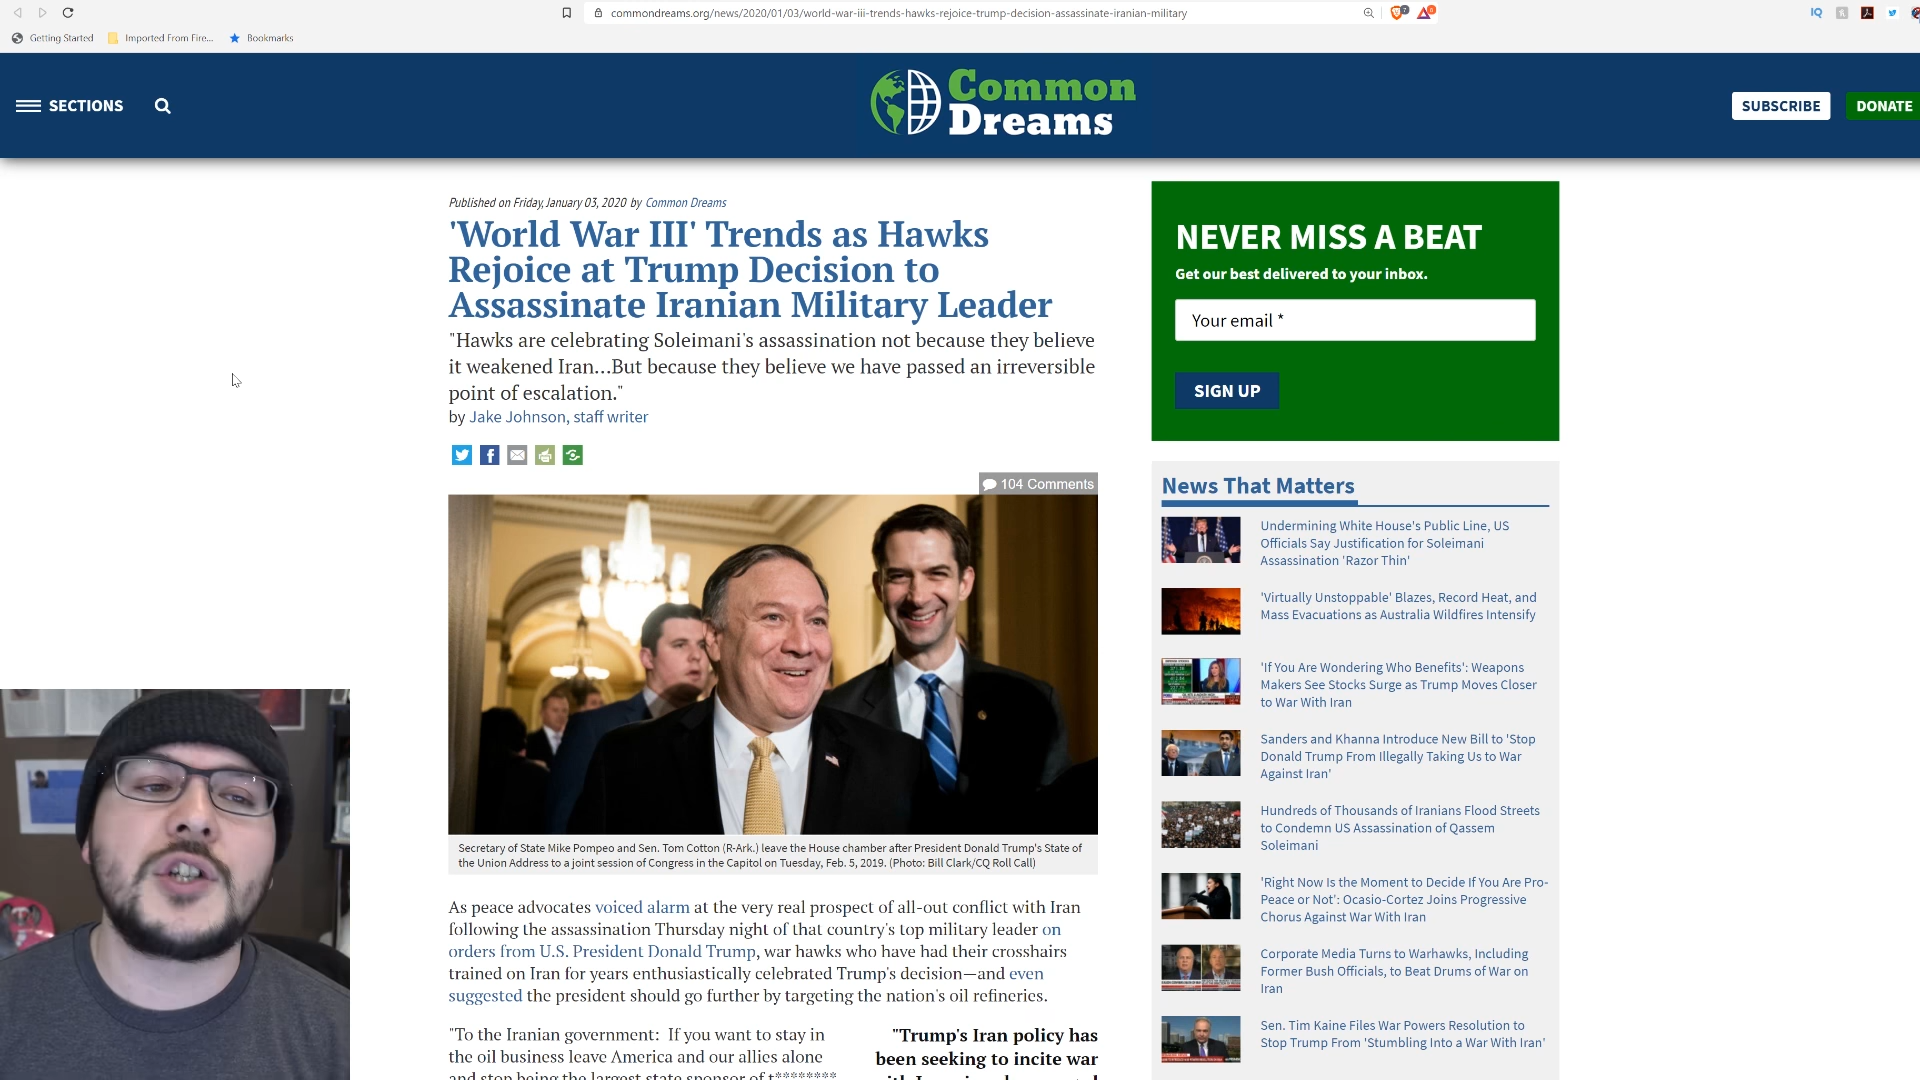 commondreams.org/news/2020/01/03/world-war-iii-trends-hawks-rejoice-trump-decision-assassinate-iranian-military
IQ
Getting Started
Imported From Fire...
Bookmarks
SECTIONS
Common
Dreams
SUBSCRIBE
DONATE
Published on Friday, January 03, 2020 by Common Dreams
'World War III' Trends as Hawks
Rejoice at Trump Decision to
Assassinate Iranian Military Leader
"Hawks are celebrating Soleimani's assassination not because they believe
it weakened Iran...But because they believe we have passed an irreversible
point of escalation."
by Jake Johnson, staff writer
104 Comments
Secretary of State Mike Pompeo and Sen. Tom Cotton (R-Ark.) leave the House chamber after President Donald Trump's State of
the Union Address to a joint session of Congress in the Capitol on Tuesday, Feb. 5, 2019. (Photo: Bill Clark/CQ Roll Call)
As peace advocates voiced alarm at the very real prospect of all-out conflict with Iran
following the assassination Thursday night of that country's top military leader on
orders from U.S. President Donald Trump, war hawks who have had their crosshairs
trained on Iran for years enthusiastically celebrated Trump's decision—and even
suggested the president should go further by targeting the nation's oil refineries.
"To the Iranian government: If you want to stay in
the oil business leave America and our allies alone
and stop being the largest state sponsor of t********
"Trump's Iran policy has
been seeking to incite war
NEVER MISS A BEAT
Get our best delivered to your inbox.
Your email *
SIGN UP
News That Matters
Undermining White House's Public Line, US
Officials Say Justification for Soleimani
Assassination 'Razor Thin'
'Virtually Unstoppable' Blazes, Record Heat, and
Mass Evacuations as Australia Wildfires Intensify
'If You Are Wondering Who Benefits': Weapons
Makers See Stocks Surge as Trump Moves Closer
to War With Iran
Sanders and Khanna Introduce New Bill to 'Stop
Donald Trump From Illegally Taking Us to War
Against Iran'
Hundreds of Thousands of Iranians Flood Streets
to Condemn US Assassination of Qassem
Soleimani
'Right Now Is the Moment to Decide If You Are Pro-
Peace or Not': Ocasio-Cortez Joins Progressive
Chorus Against War With Iran
Corporate Media Turns to Warhawks, Including
Former Bush Officials, to Beat Drums of War on
Iran
Sen. Tim Kaine Files War Powers Resolution to
Stop Trump From 'Stumbling Into a War With Iran'